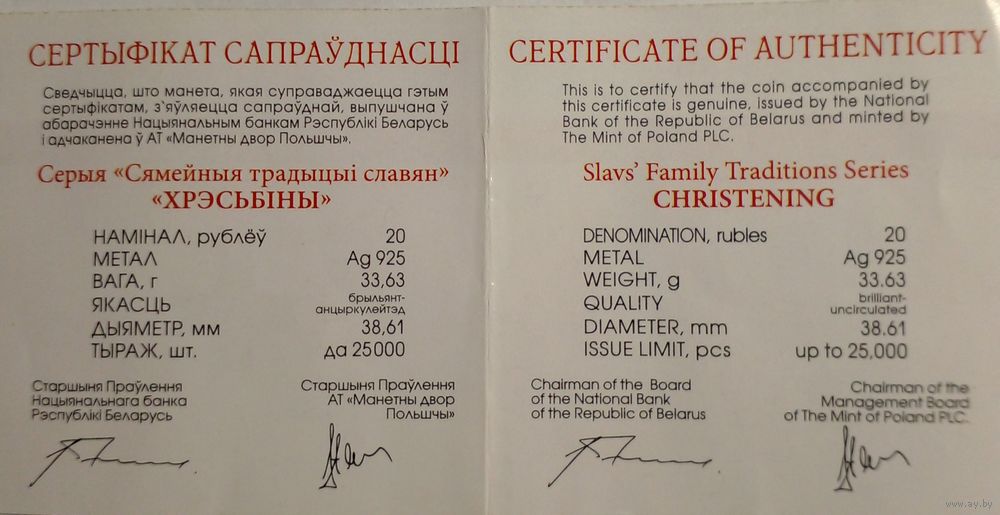 СЕРТЫФІКАТ САПРАЎДНАСЦІ
Сведчыцца, што манета, якая суправаджаецца гэтым
сертыфікатам, з`яўляецца сапраўднай, выпушчана ў
абарачэнне Нацыянальным банкам Рэспублікі Беларусь
і адчаканена ў АТ «Манетны двор Польшчы».
Серыя «Сямейныя традыцыі славян»
«ХРЭСЬБІНЫ»
НАМІНАЛ, рублёў 20
МЕТАЛ Ag 925
ВАГА, г 33,63
ЯКАСЦЬ брыльянт-
анцыркулейтэд
ДЫЯМЕТР, мм 38,61
ТЫРАЖ, шт. да 25000
Старшыня Праўлення
Нацыянальнага банка
Рэспублікі Беларусь
Старшыня Праўлення
АТ «Манетны двор
Польшчы»
CERTIFICATE OF AUTHENTICITY
This is to certify that the coin accompanied by
this certificate is genuine, issued by the National
Bank of the Republic of Belarus and minted by
The Mint of Poland PLC.
Slavs’ Family Traditions Series
CHRISTENING
DENOMINATION, rubles 20
METAL Ag 925
WEIGHT, g 33.63
QUALITY brilliant-
uncirculated
DIAMETER, mm 38.61
ISSUE LIMIT, pcs up to 25,000
Chairman of the Board
of the National Bank
of the Republic of Belarus
Chairman of the
Management Board
of The Mint of Poland PLC.
www.ay.by